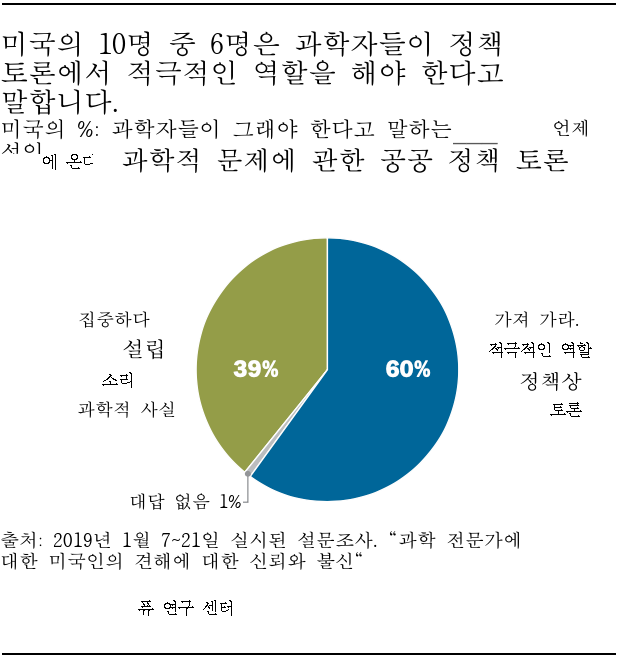 미국의 10명 중 6명은 과학자들이 정책
토론에서 적극적인 역할을 해야 한다고
말합니다.
미국의 %: 과학자들이 그래야 한다고 말하는 언제
에 온다 과학적 문제에 관한 공공 정책 토론
집중하다
설립
소리
과학적 사실
39%
60%
가져 가라.
적극적인 역할
정책상
토론
대답 없음 1%
출처: 2019년 1월 7~21일 실시된 설문조사. “과학 전문가에
대한 미국인의 견해에 대한 신뢰와 불신“
퓨 연구 센터